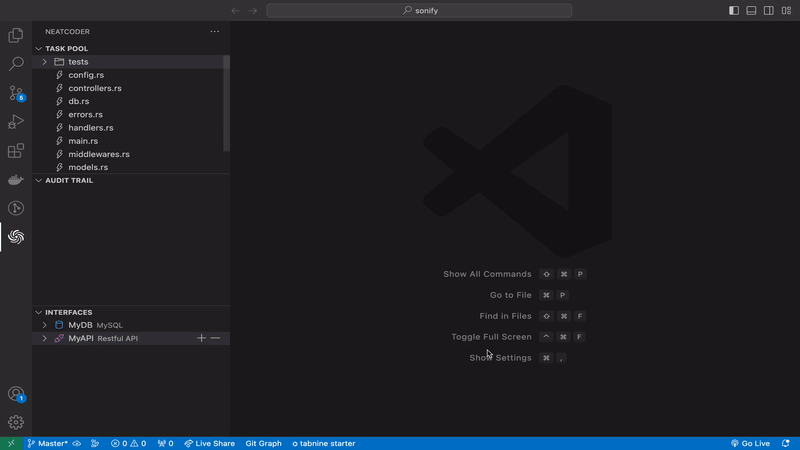 sonify
NEATCODER ...
TASK POOL
tests
config.rs
controllers.rs
db.rs
errors.rs
handlers.rs
main.rs
middlewares.rs
models.rs
AUDIT TRAIL
INTERFACES
MyDB MySQL
MyAPI Restful API
5
1
Show All Commands ⇧ ⌘ P
Go to File ⌘ P
Find in Files ⇧ ⌘ F
Toggle Full Screen ^ ⌘ F
Show Settings ⌘ ,
Master* 0 0 0 Live Share Git Graph tabnine starter Go Live